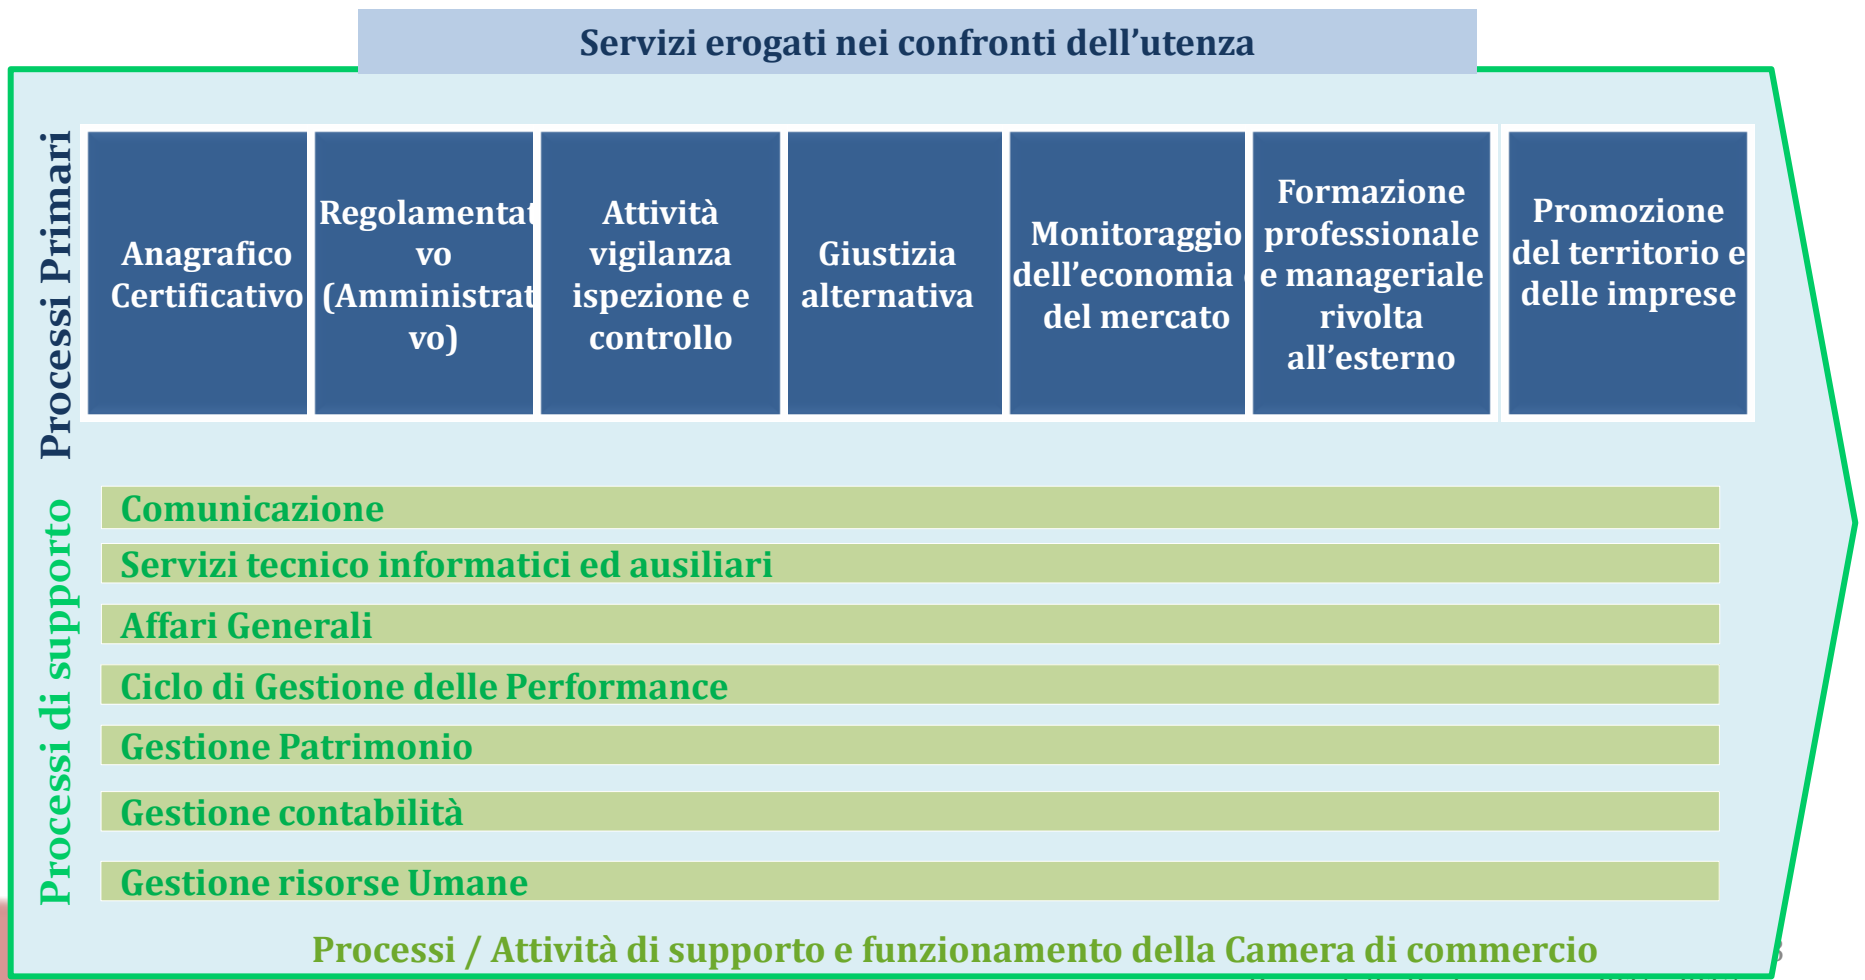 Servizi erogati nei confronti dell’utenza
Processi Primari
Anagrafico
Certificativo
Regolamentat
vo
(Amministrat
vo)
Attività
vigilanza
ispezione e
controllo
Giustizia
alternativa
Monitoraggio
dell’economia
del mercato
Formazione
professionale
e manageriale
rivolta
all’esterno
Promozione
del territorio e
delle imprese
Processi di supporto
Comunicazione
Servizi tecnico informatici ed ausiliari
Affari Generali
Ciclo di Gestione delle Performance
Gestione Patrimonio
Gestione contabilità
Gestione risorse Umane
Processi / Attività di supporto e funzionamento della Camera di commercio